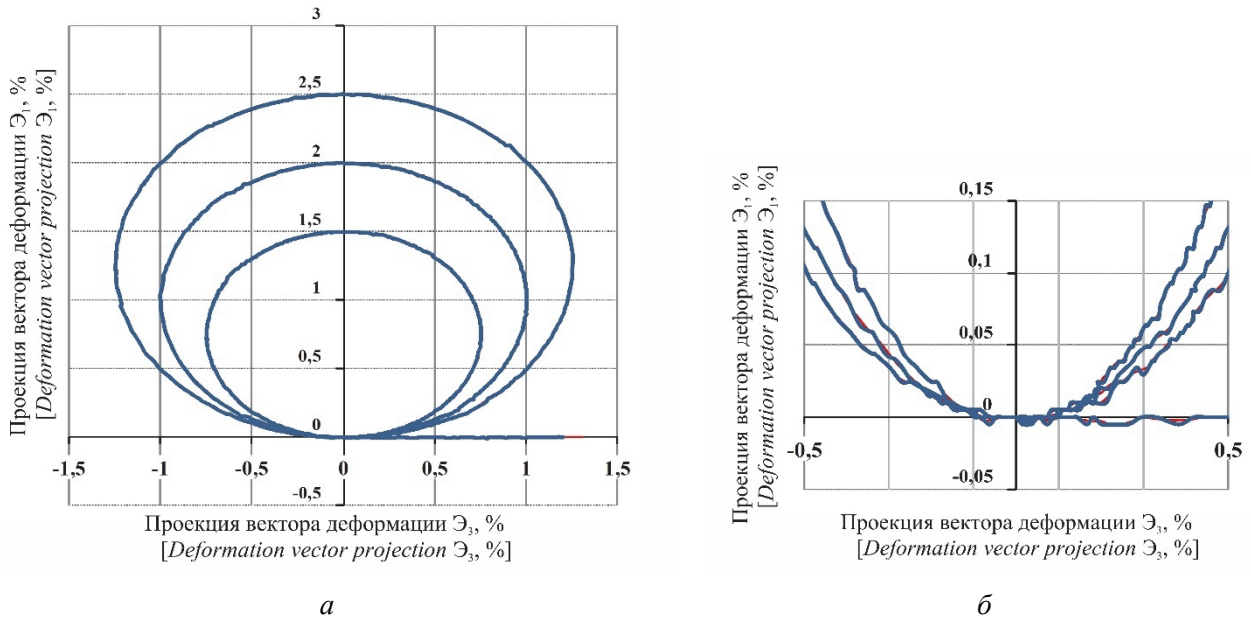 Проекция вектора деформации Э₁, %
[Deformation vector projection Э₁, %]
3
2,5
2
1,5
1
0,5
0
-0,5
-1,5
-1
-0,5
0
0,5
1
1,5
Проекция вектора деформации Э₃, %
[Deformation vector projection Э₃, %]
а
Проекция вектора деформации Э₁, %
[Deformation vector projection Э₁, %]
0,15
0,1
0,05
0
-0,05
-0,5
0,5
Проекция вектора деформации Э₃, %
[Deformation vector projection Э₃, %]
б